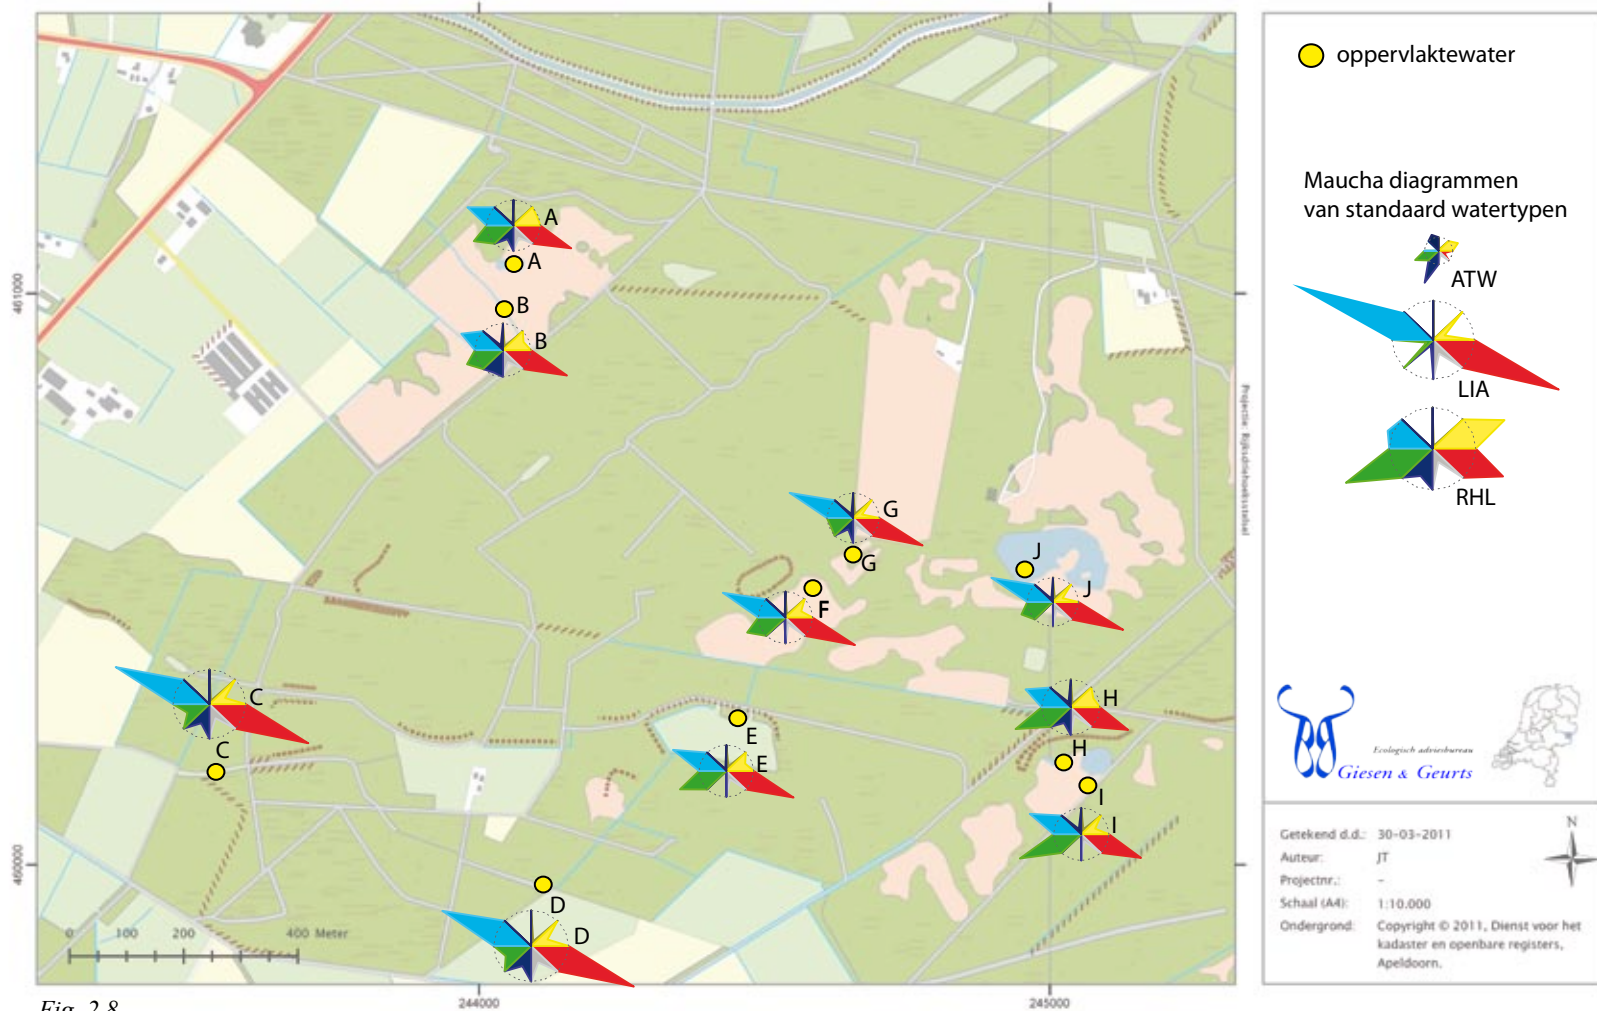 oppervlaktewater
Maucha diagrammen
van standaard watertypen
ATW
LIA
RHL
A
A
B
B
G
G
J
J
F
C
C
H
H
E
E
I
I
D
D
461000
460000
244000
245000
0 100 200 400 Meter
Projectie: Rijksdriehoeksstelsel
Ecologisch adviesbureau
Giesen & Geurts
Getekend d.d.: 30-03-2011
Auteur: JT
Projectnr.: -
Schaal (A4): 1:10.000
Ondergrond: Copyright © 2011, Dienst voor het
kadaster en openbare registers,
Apeldoorn.
N
Fig. 2.8